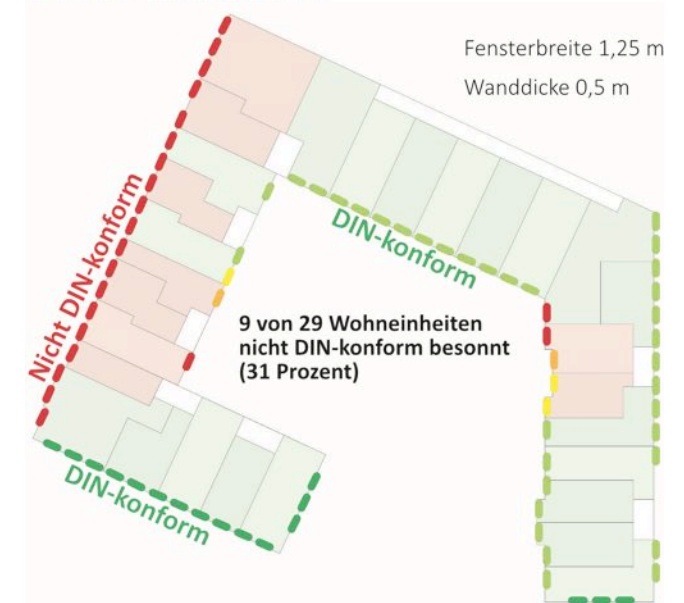 Fensterbreite 1,25 m
Wanddicke 0,5 m
Nicht DIN-konform
DIN-konform
9 von 29 Wohneinheiten
nicht DIN-konform besonnt
(31 Prozent)
DIN-konform